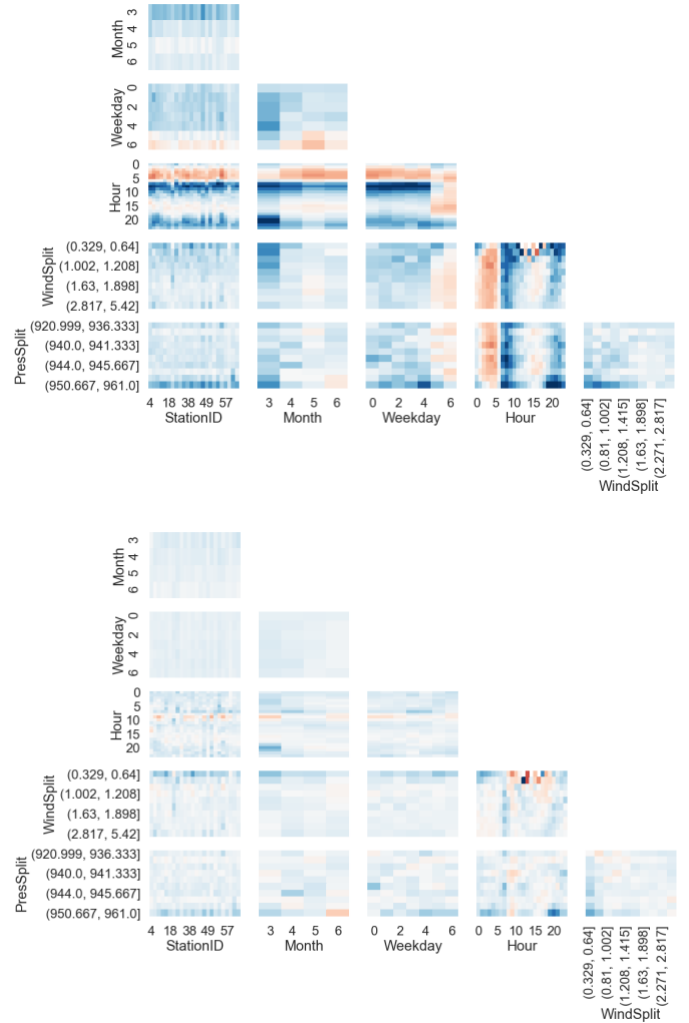 Month
3
4
5
6
Weekday
0
2
4
6
Hour
0
5
10
15
20
WindSplit
(0.329, 0.64]
(1.002, 1.208]
(1.63, 1.898]
(2.817, 5.42]
PresSplit
(920.999, 936.333]
(940.0, 941.333]
(944.0, 945.667]
(950.667, 961.0]
4 18 38 49 57
3 4 5 6
0 2 4 6
0 5 10 15 20
StationID
Month
Weekday
Hour
(0.329, 0.64]
(0.81, 1.002]
(1.208, 1.415]
(1.63, 1.898]
(2.271, 2.817]
WindSplit
Month
3
4
5
6
Weekday
0
2
4
6
Hour
0
5
10
15
20
WindSplit
(0.329, 0.64]
(1.002, 1.208]
(1.63, 1.898]
(2.817, 5.42]
PresSplit
(920.999, 936.333]
(940.0, 941.333]
(944.0, 945.667]
(950.667, 961.0]
4 18 38 49 57
3 4 5 6
0 2 4 6
0 5 10 15 20
StationID
Month
Weekday
Hour
(0.329, 0.64]
(0.81, 1.002]
(1.208, 1.415]
(1.63, 1.898]
(2.271, 2.817]
WindSplit